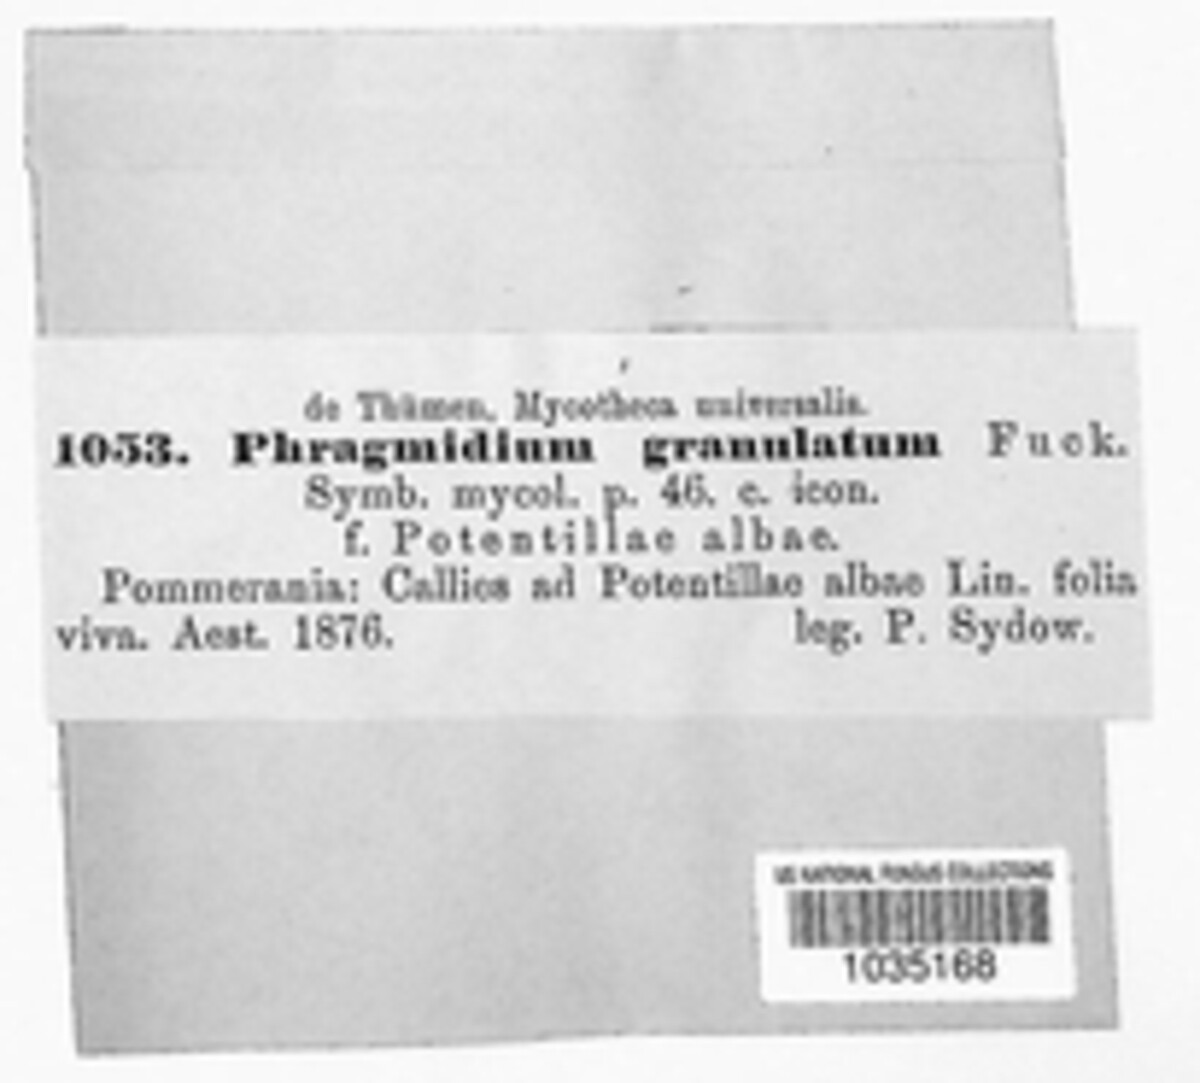 de Thümen. Mycotheca universalis.
1053. Phragmidium granulatum Fuck.
Symb. mycol. p. 46. c. icon.
f. Potentillae albae.
Pommerania: Callies ad Potentillae albae Lin. folia
viva. Aest. 1876. leg. P. Sydow.
US NATIONAL FUNGUS COLLECTIONS
1035168